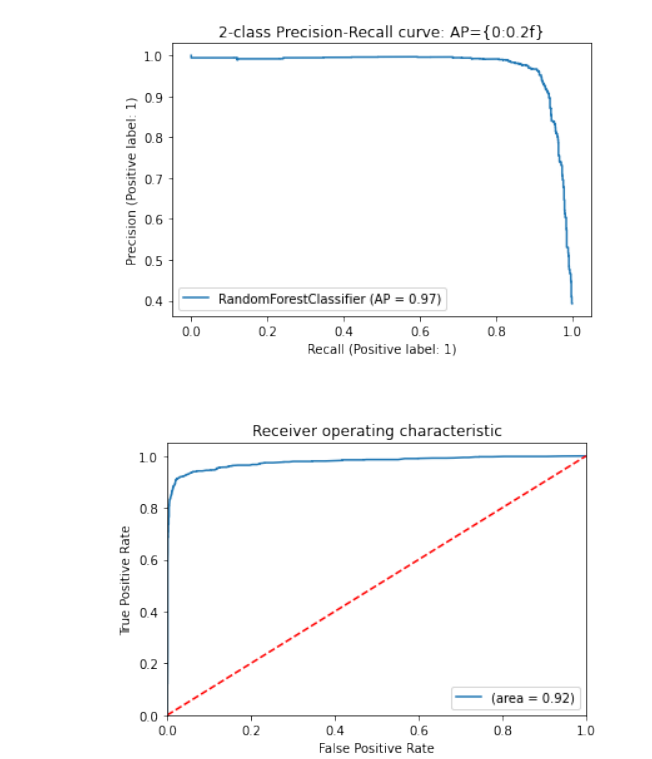 2-class Precision-Recall curve: AP={0:0.2f}
1.0
0.9
0.8
0.7
0.6
0.5
0.4
Precision (Positive label: 1)
RandomForestClassifier (AP = 0.97)
0.0 0.2 0.4 0.6 0.8 1.0
Recall (Positive label: 1)
Receiver operating characteristic
1.0
0.8
0.6
0.4
0.2
0.0
True Positive Rate
(area = 0.92)
0.0 0.2 0.4 0.6 0.8 1.0
False Positive Rate